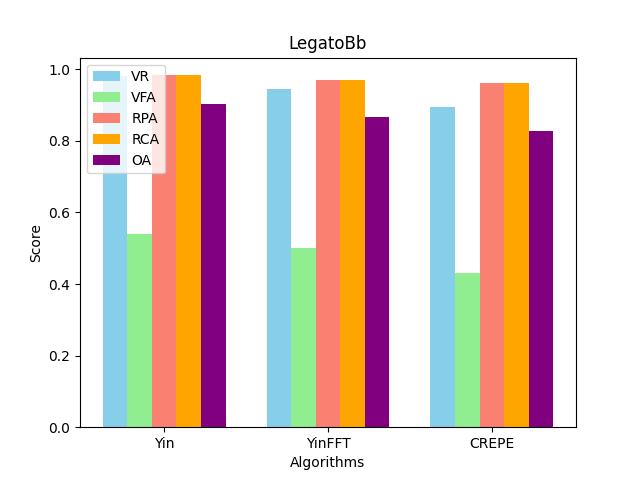 LegatoBb
VR
VFA
RPA
RCA
OA
1.0
0.8
0.6
0.4
0.2
0.0
Score
Yin YinFFT CREPE
Algorithms